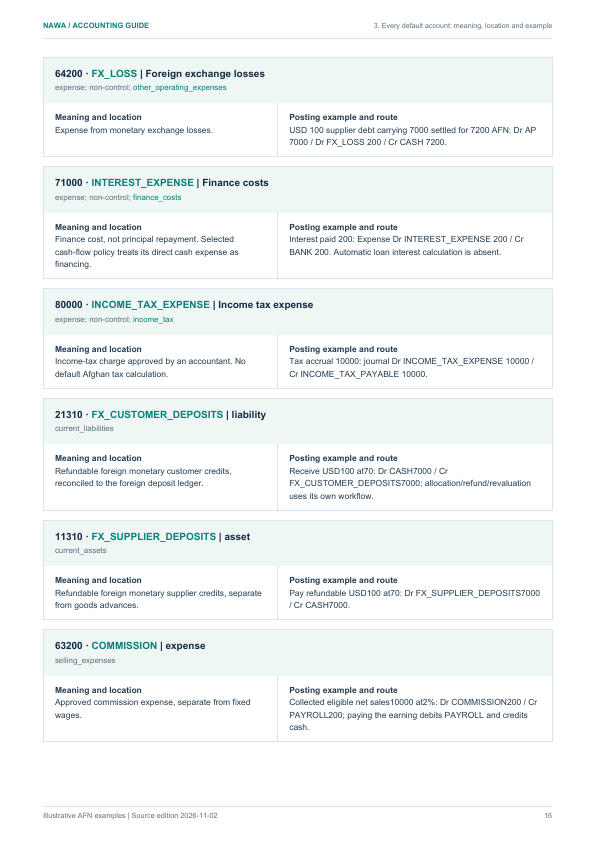 NAWA / ACCOUNTING GUIDE
3. Every default account: meaning, location and example
64200 · FX_LOSS | Foreign exchange losses
expense; non-control; other_operating_expenses
Meaning and location
Expense from monetary exchange losses.
Posting example and route
USD 100 supplier debt carrying 7000 settled for 7200 AFN: Dr AP
7000 / Dr FX_LOSS 200 / Cr CASH 7200.
71000 · INTEREST_EXPENSE | Finance costs
expense; non-control; finance_costs
Meaning and location
Finance cost, not principal repayment. Selected
cash-flow policy treats its direct cash expense as
financing.
Posting example and route
Interest paid 200: Expense Dr INTEREST_EXPENSE 200 / Cr
BANK 200. Automatic loan interest calculation is absent.
80000 · INCOME_TAX_EXPENSE | Income tax expense
expense; non-control; income_tax
Meaning and location
Income-tax charge approved by an accountant. No
default Afghan tax calculation.
Posting example and route
Tax accrual 10000: journal Dr INCOME_TAX_EXPENSE 10000 /
Cr INCOME_TAX_PAYABLE 10000.
21310 · FX_CUSTOMER_DEPOSITS | liability
current_liabilities
Meaning and location
Refundable foreign monetary customer credits,
reconciled to the foreign deposit ledger.
Posting example and route
Receive USD100 at70: Dr CASH7000 / Cr
FX_CUSTOMER_DEPOSITS7000; allocation/refund/revaluation
uses its own workflow.
11310 · FX_SUPPLIER_DEPOSITS | asset
current_assets
Meaning and location
Refundable foreign monetary supplier credits, separate
from goods advances.
Posting example and route
Pay refundable USD100 at70: Dr FX_SUPPLIER_DEPOSITS7000
/ Cr CASH7000.
63200 · COMMISSION | expense
selling_expenses
Meaning and location
Approved commission expense, separate from fixed
wages.
Posting example and route
Collected eligible net sales10000 at2%: Dr COMMISSION200 / Cr
PAYROLL200; paying the earning debits PAYROLL and credits
cash.
Illustrative AFN examples | Source edition 2026-11-02
16